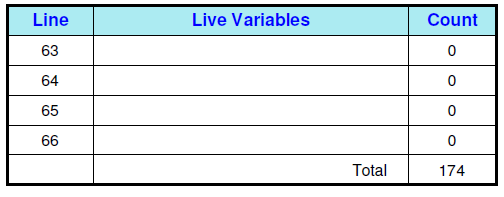 Line Live Variables Count
63 0
64 0
65 0
66 0
Total 174